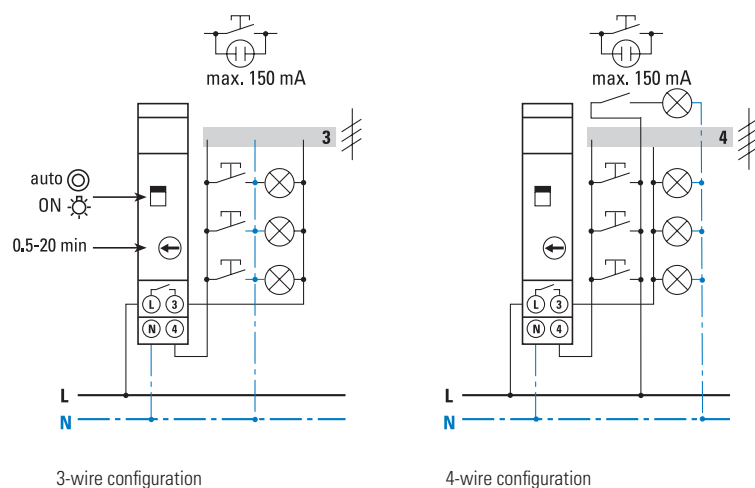 max. 150 mA
3
auto
ON
0.5-20 min
L 3
N 4
L
N
3-wire configuration
max. 150 mA
4
L 3
N 4
L
N
4-wire configuration